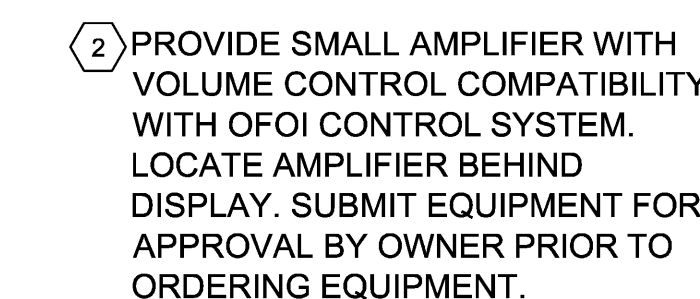 2 PROVIDE SMALL AMPLIFIER WITH
VOLUME CONTROL COMPATIBILITY
WITH OFOI CONTROL SYSTEM.
LOCATE AMPLIFIER BEHIND
DISPLAY. SUBMIT EQUIPMENT FOR
APPROVAL BY OWNER PRIOR TO
ORDERING EQUIPMENT.